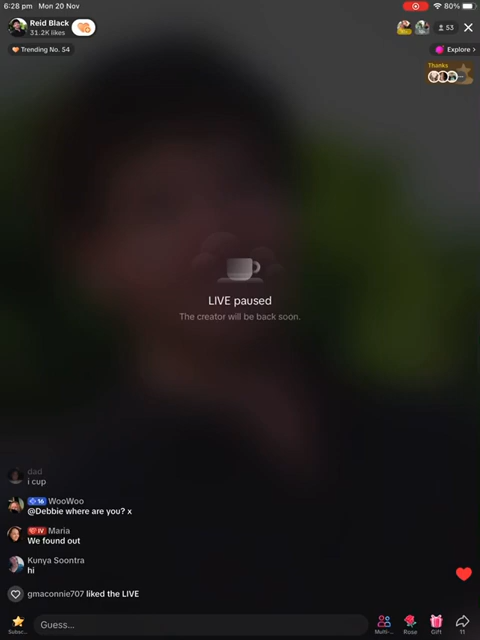 6:28 pm Mon 20 Nov
80%
Reid Black
31.2K likes
53
Trending No. 54
Explore
Thanks
LIVE paused
The creator will be back soon.
dad
i cup
16 WooWoo
@Debbie where are you? x
IV Maria
We found out
Kunya Soontra
hi
gmaconnie707 liked the LIVE
Subsc...
Guess...
Multi-...
Rose
Gift
11